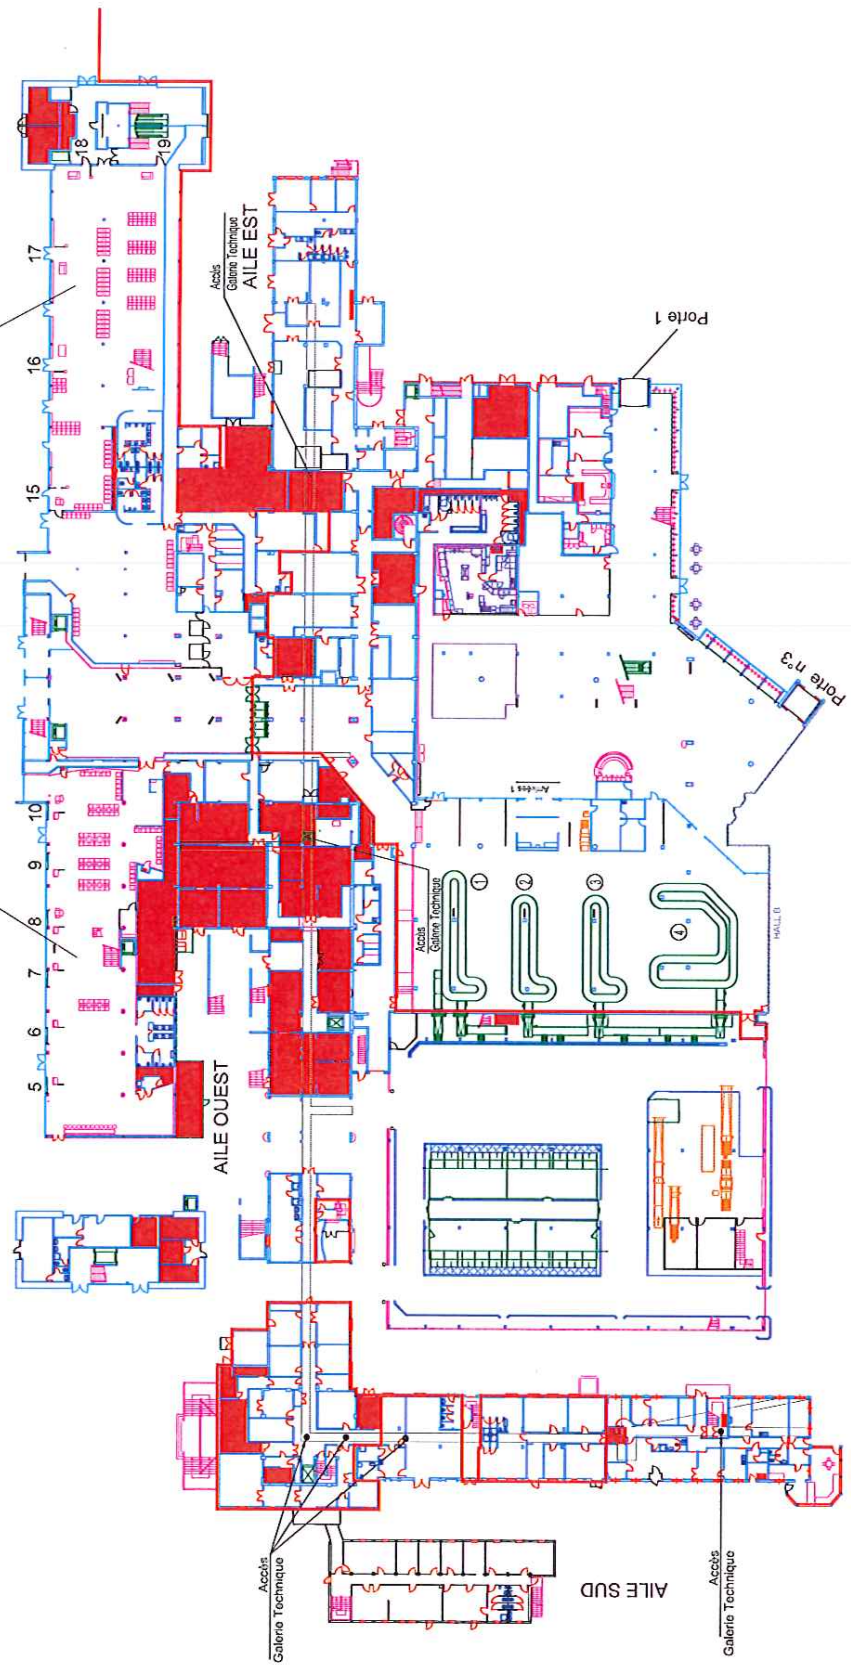 18
19
17
16
15
10
9
8
7
6
5
Accès
Galerie Technique
AILE EST
Porte 1
Porte n°3
Arrivées 1
Accès
Galerie Technique
1
2
3
4
HALL B
AILE OUEST
Accès
Galerie Technique
AILE SUD
Accès
Galerie Technique